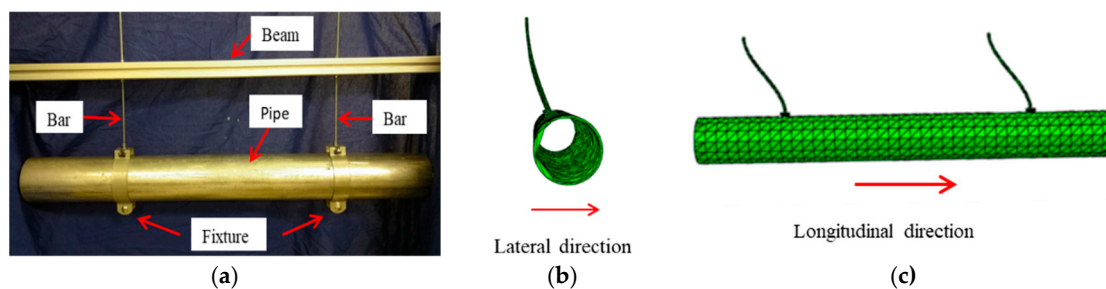 Beam
Bar
Pipe
Bar
Fixture
Lateral direction
Longitudinal direction
(a)
(b)
(c)